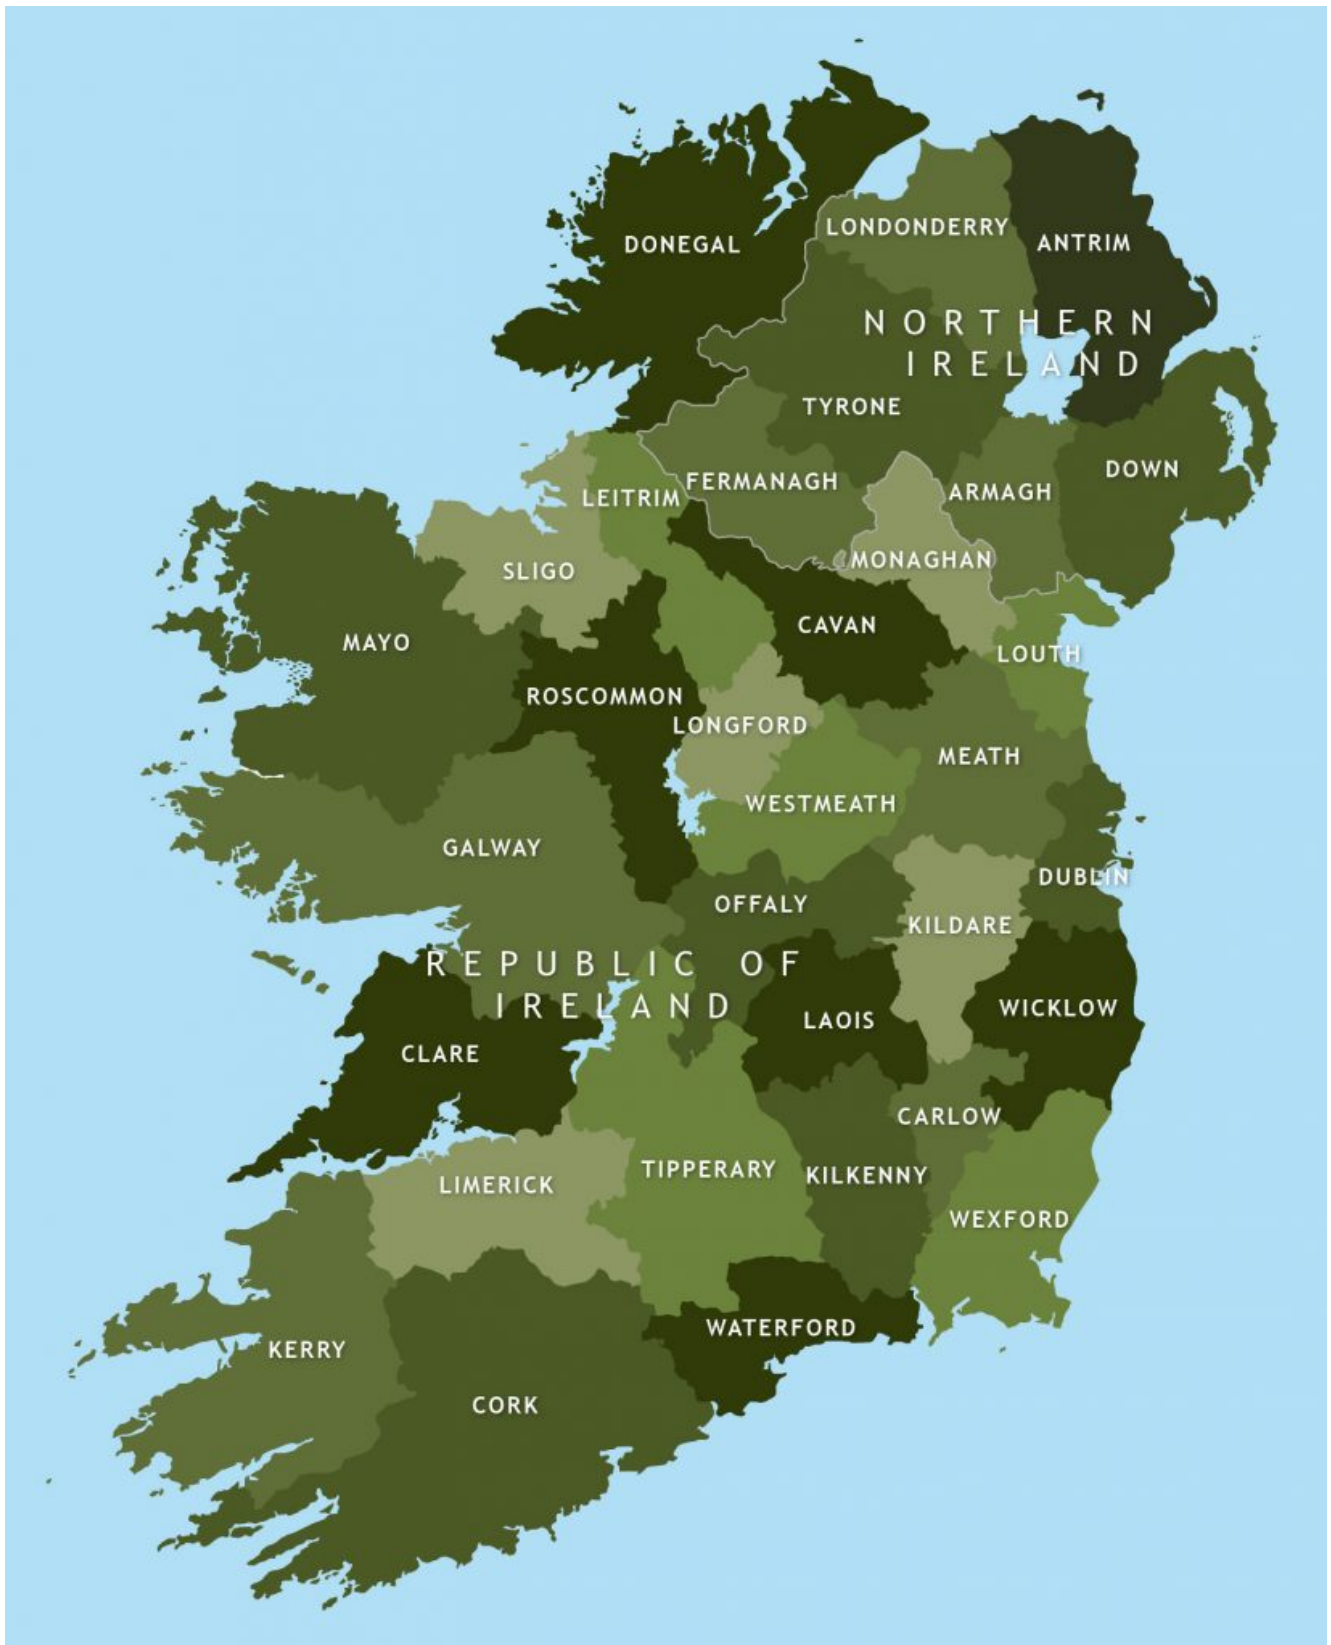 DONEGAL
LONDONDERRY
ANTRIM
NORTHERN
IRELAND
TYRONE
DOWN
FERMANAGH
ARMAGH
LEITRIM
MONAGHAN
SLIGO
CAVAN
MAYO
LOUTH
ROSCOMMON
LONGFORD
MEATH
WESTMEATH
GALWAY
DUBLIN
OFFALY
KILDARE
REPUBLIC OF
IRELAND
WICKLOW
LAOIS
CLARE
CARLOW
TIPPERARY
KILKENNY
LIMERICK
WEXFORD
WATERFORD
KERRY
CORK